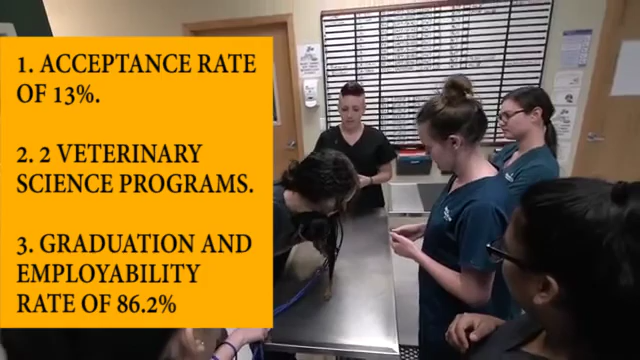 1. ACCEPTANCE RATE
OF 13%.
2. 2 VETERINARY
SCIENCE PROGRAMS.
3. GRADUATION AND
EMPLOYABILITY
RATE OF 86.2%